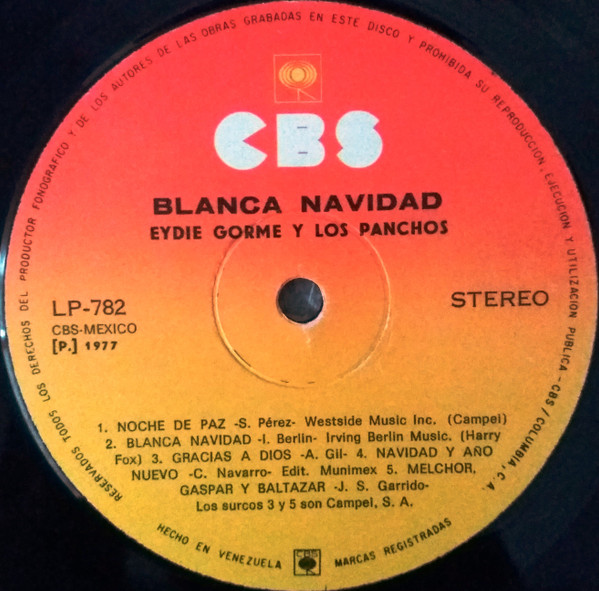 RESERVADOS TODOS LOS DERECHOS DEL PRODUCTOR FONOGRAFICO Y DE LOS AUTORES DE LAS OBRAS GRABADAS EN ESTE DISCO Y PROHIBIDA SU REPRODUCCION, EJECUCION Y UTILIZACION PUBLICA - CBS/COLUMBIA, C.A.
CBS
BLANCA NAVIDAD
EYDIE GORME Y LOS PANCHOS
LP-782
CBS-MEXICO
[P.] 1977
STEREO
1. NOCHE DE PAZ -S. Pérez- Westside Music Inc. (Campei)
2. BLANCA NAVIDAD -I. Berlin- Irving Berlin Music. (Harry
Fox) 3. GRACIAS A DIOS -A. Gil- 4. NAVIDAD Y AÑO
NUEVO -C. Navarro- Edit. Munimex 5. MELCHOR,
GASPAR Y BALTAZAR -J. S. Garrido-
Los surcos 3 y 5 son Campei, S. A.
HECHO EN VENEZUELA CBS MARCAS REGISTRADAS